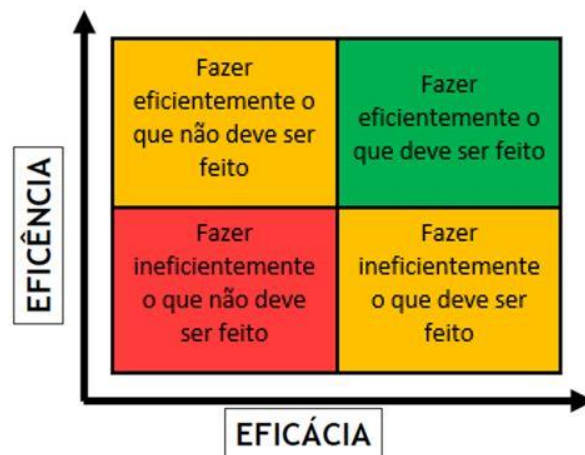 Fazer
eficientemente o
que não deve ser
feito
Fazer
eficientemente o
que deve ser feito
EFICÊNCIA
Fazer
ineficientemente
o que não deve
ser feito
Fazer
ineficientemente
o que deve ser
feito
EFICÁCIA